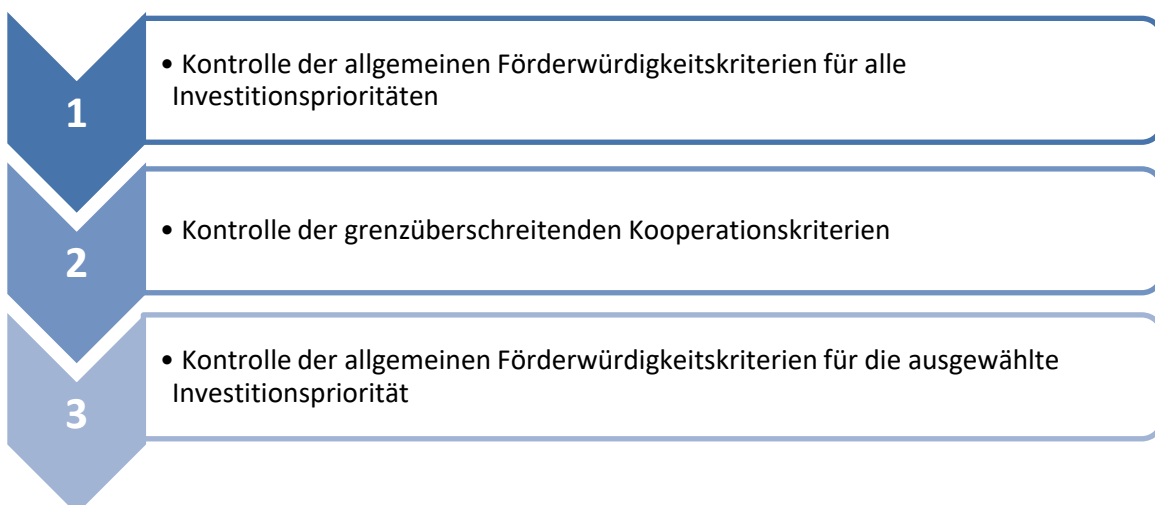 1
• Kontrolle der allgemeinen Förderwürdigkeitskriterien für alle
Investitionsprioritäten
2
• Kontrolle der grenzüberschreitenden Kooperationskriterien
3
• Kontrolle der allgemeinen Förderwürdigkeitskriterien für die ausgewählte
Investitionspriorität